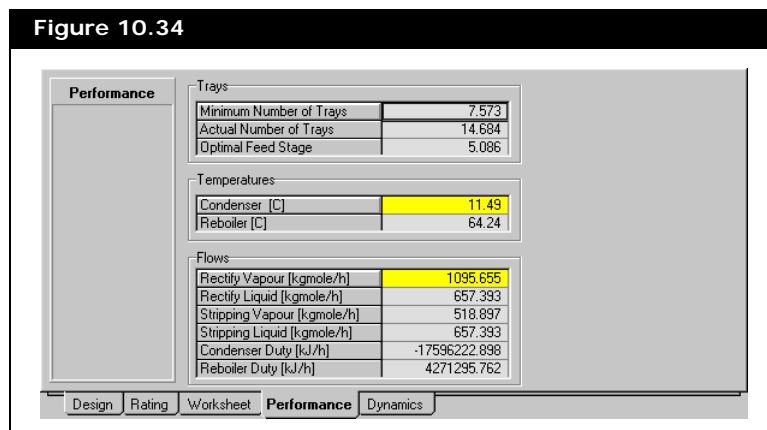 Figure 10.34
Performance
Trays
Minimum Number of Trays 7.573
Actual Number of Trays 14.684
Optimal Feed Stage 5.086
Temperatures
Condenser [C] 11.49
Reboiler [C] 64.24
Flows
Rectify Vapour [kgmole/h] 1095.655
Rectify Liquid [kgmole/h] 657.393
Stripping Vapour [kgmole/h] 518.897
Stripping Liquid [kgmole/h] 657.393
Condenser Duty [kJ/h] -17596222.898
Reboiler Duty [kJ/h] 4271295.762
Design Rating Worksheet Performance Dynamics